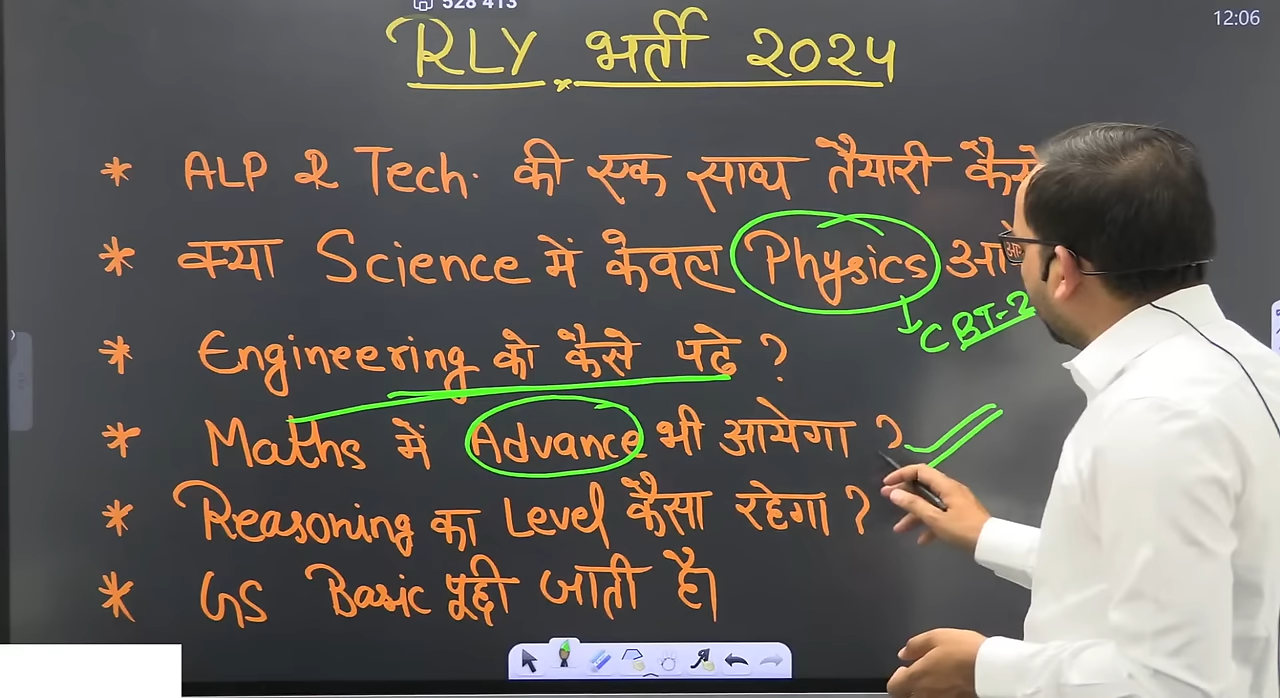 528 413
12:06
RLY भर्ती २०२५
* ALP & Tech. की एक साथ तैयारी कैसे
* क्या Science में केवल Physics
CBT-2
* Engineering को कैसे पढे ?
* Maths में Advance भी आयेगा ?
* Reasoning का Level कैसा रहेगा ?
* GS Basic पूछी जाती है।